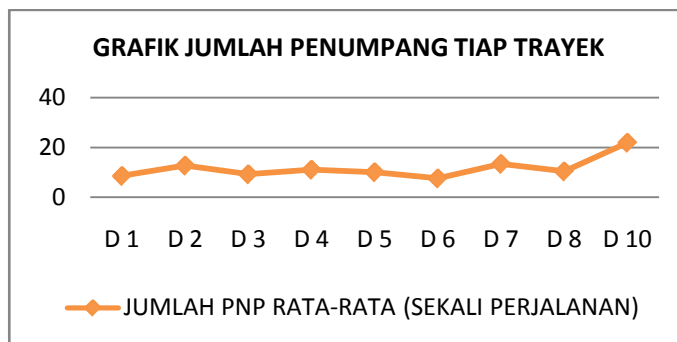 GRAFIK JUMLAH PENUMPANG TIAP TRAYEK
40
20
0
D 1 D 2 D 3 D 4 D 5 D 6 D 7 D 8 D 10
JUMLAH PNP RATA-RATA (SEKALI PERJALANAN)